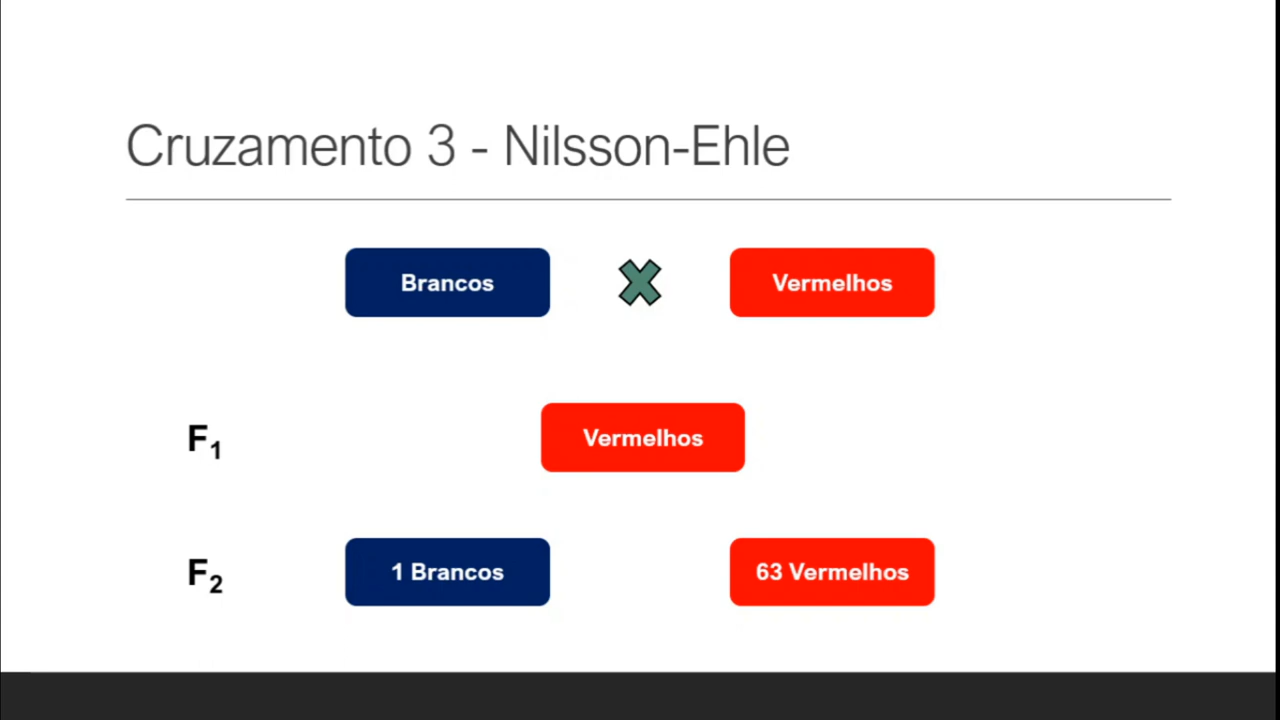 Cruzamento 3 - Nilsson-Ehle
Brancos
Vermelhos
F1
Vermelhos
F2
1 Brancos
63 Vermelhos